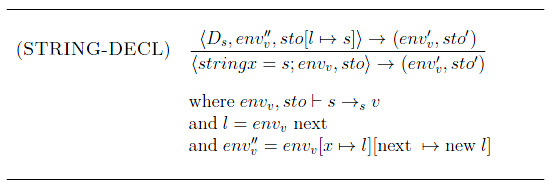 (STRING-DECL) ⟨D_s, env''_v, sto[l ↦ s]⟩ → (env'_v, sto')
⟨stringx = s; env_v, sto⟩ → (env'_v, sto')
where env_v, sto ⊢ s →_s v
and l = env_v next
and env''_v = env_v[x ↦ l][next ↦ new l]